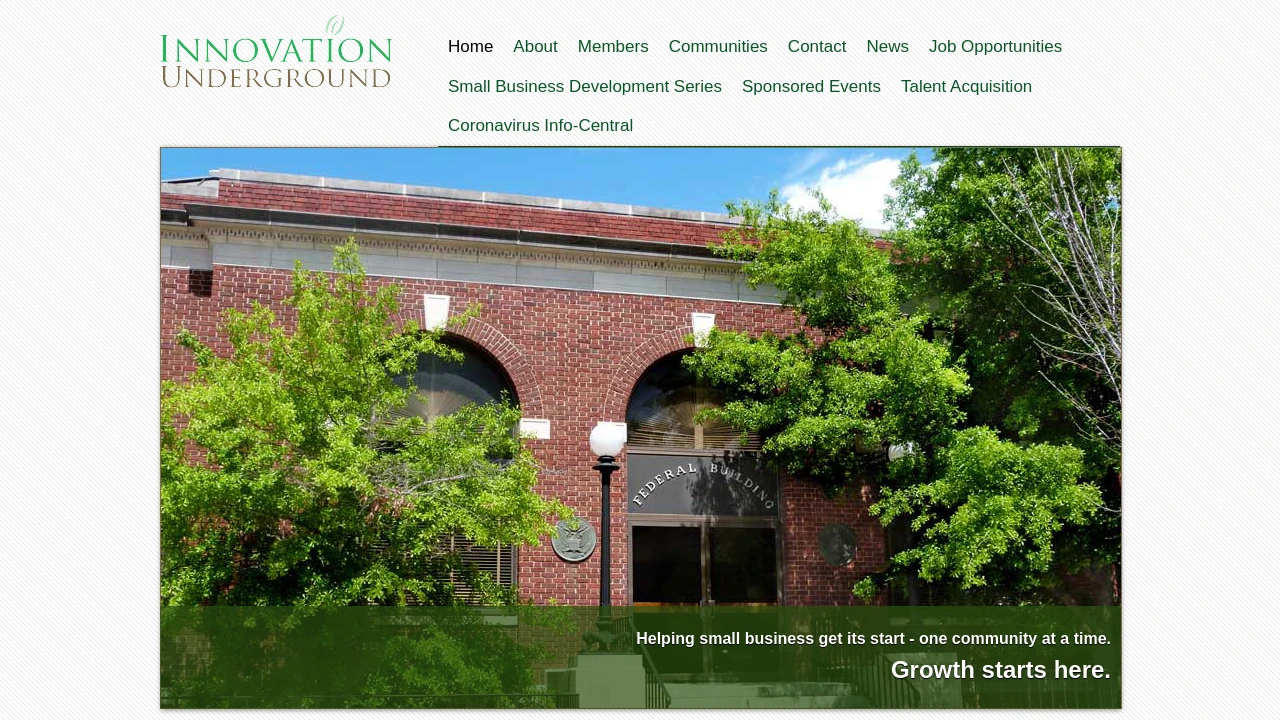 INNOVATION
UNDERGROUND
Home About Members Communities Contact News Job Opportunities
Small Business Development Series Sponsored Events Talent Acquisition
Coronavirus Info-Central
FEDERAL BUILDING
Helping small business get its start - one community at a time.
Growth starts here.